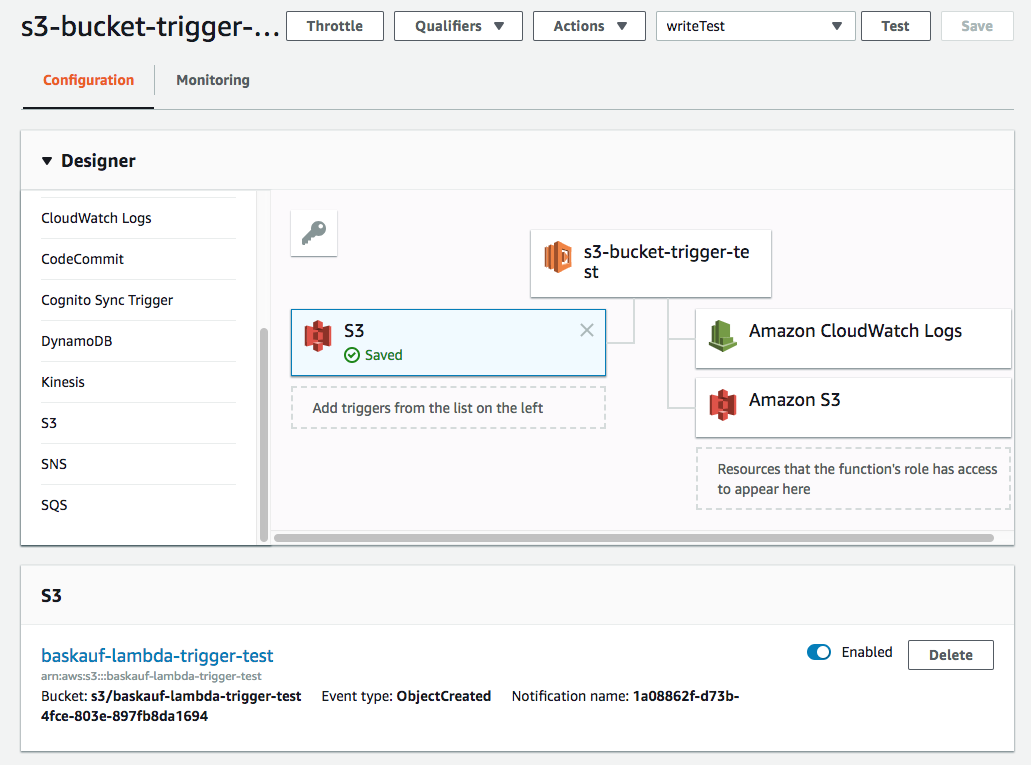 s3-bucket-trigger-...
Throttle
Qualifiers
Actions
writeTest
Test
Save
Configuration
Monitoring
Designer
CloudWatch Logs
CodeCommit
Cognito Sync Trigger
DynamoDB
Kinesis
S3
SNS
SQS
s3-bucket-trigger-te
st
S3
Saved
Add triggers from the list on the left
Amazon CloudWatch Logs
Amazon S3
Resources that the function's role has access
to appear here
S3
baskauf-lambda-trigger-test
Enabled
Delete
arn:aws:s3:::baskauf-lambda-trigger-test
Bucket: s3/baskauf-lambda-trigger-test Event type: ObjectCreated Notification name: 1a08862f-d73b-
4fce-803e-897fb8da1694